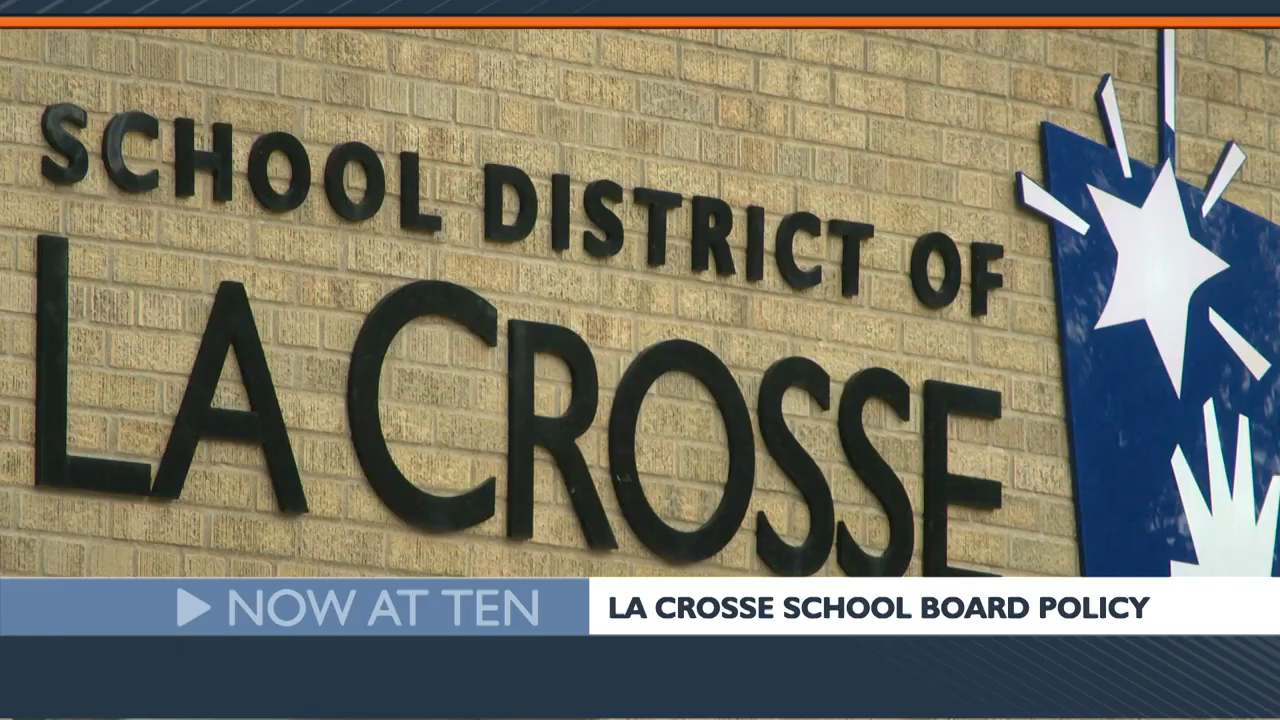 SCHOOL DISTRICT OF
LA CROSSE
NOW AT TEN
LA CROSSE SCHOOL BOARD POLICY